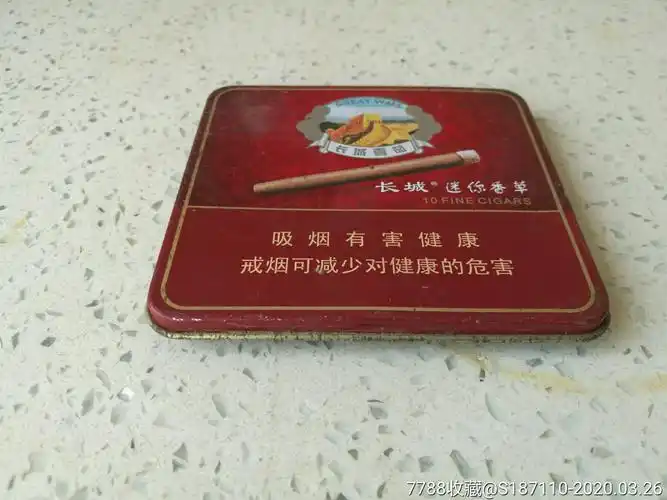 GREAT WALL
长城雪茄
长城® 迷你香草
10 FINE CIGARS
吸烟有害健康
戒烟可减少对健康的危害
7788收藏@S187110-2020.03.26